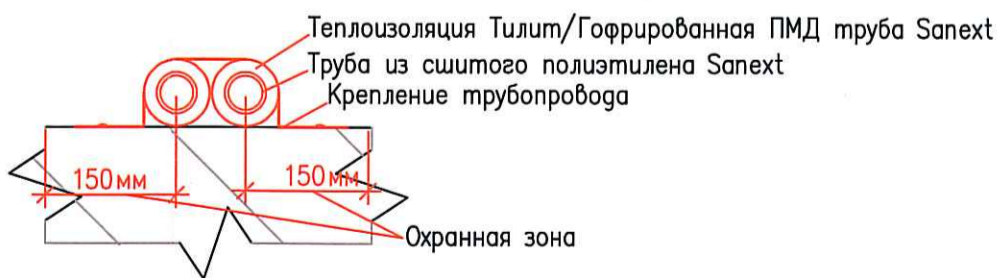 Теплоизоляция Тилит/Гофрированная ПМД труба Sanext
Труба из сшитого полиэтилена Sanext
Крепление трубопровода
150мм
150мм
Охранная зона